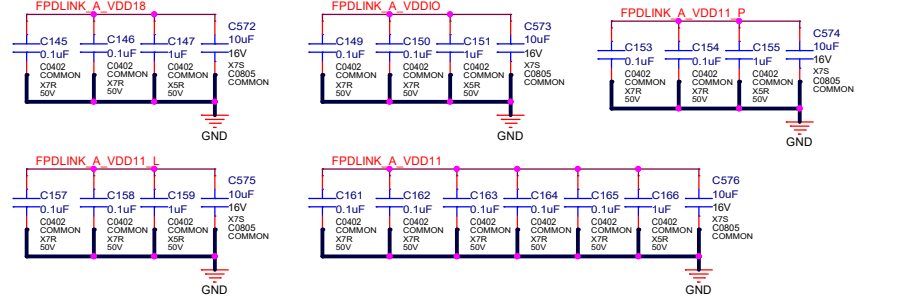 FPDLINK_A_VDD18
C145
0.1uF
C0402
COMMON
X7R
50V
C146
0.1uF
C0402
COMMON
X7R
50V
C147
1uF
C0402
COMMON
X5R
50V
C572
10uF
16V
X7S
C0805
COMMON
GND
FPDLINK_A_VDDIO
C149
0.1uF
C0402
COMMON
X7R
50V
C150
0.1uF
C0402
COMMON
X7R
50V
C151
1uF
C0402
COMMON
X5R
50V
C573
10uF
16V
X7S
C0805
COMMON
GND
FPDLINK_A_VDD11_P
C153
0.1uF
C0402
COMMON
X7R
50V
C154
0.1uF
C0402
COMMON
X7R
50V
C155
1uF
C0402
COMMON
X5R
50V
C574
10uF
16V
X7S
C0805
COMMON
GND
FPDLINK_A_VDD11_L
C157
0.1uF
C0402
COMMON
X7R
50V
C158
0.1uF
C0402
COMMON
X7R
50V
C159
1uF
C0402
COMMON
X5R
50V
C575
10uF
16V
X7S
C0805
COMMON
GND
FPDLINK_A_VDD11
C161
0.1uF
C0402
COMMON
X7R
50V
C162
0.1uF
C0402
COMMON
X7R
50V
C163
0.1uF
C0402
COMMON
X7R
50V
C164
0.1uF
C0402
COMMON
X7R
50V
C165
0.1uF
C0402
COMMON
X7R
50V
C166
1uF
C0402
COMMON
X5R
50V
C576
10uF
16V
X7S
C0805
COMMON
GND